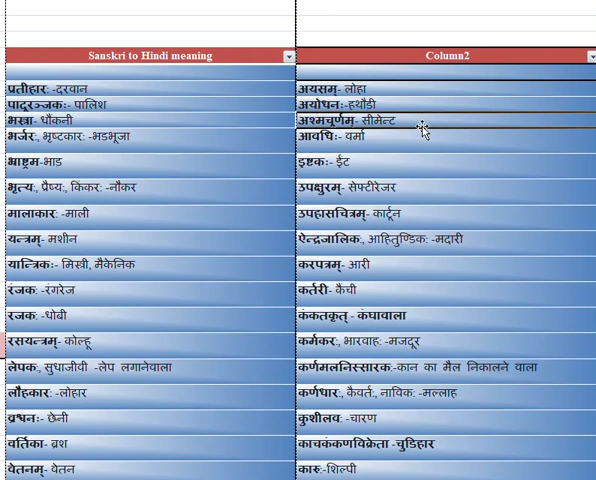 Sanskri to Hindi meaning
Column2
प्रतीहार: -दरवान
अयसम्- लोहा
पादूरञ्जकः- पालिश
अयोघनः-हथौडी
भस्त्रा- धौंकनी
अश्मचूर्णम्- सीमेन्ट
भर्जर:, भृष्टकार: -भडभूजा
आवधिः- वर्मा
भ्राष्ट्रम-भाड
इष्टकः- ईंट
भृत्य:, प्रैष्य:, किंकर: -नौकर
उपक्षुरम्- सेफ्टीरेजर
मालाकार: -माली
उपहासचित्रम्- कार्टून
यन्त्रम्- मशीन
ऐन्द्रजालिक:, आहितुण्डिक: -मदारी
यान्त्रिकः- मिस्त्री, मैकेनिक
करपत्रम्- आरी
रंजक: -रंगरेज
कर्तरी- कैंची
रजक: -धोबी
कंकतकृत् - कंघावाला
रसयन्त्रम्- कोल्हू
कर्मकर:, भारवाह: -मजदूर
लेपक:, सुधाजीवी -लेप लगानेवाला
कर्णमलनिस्सारक:-कान का मैल निकालने वाला
लौहकार: -लोहार
कर्णधार:, कैवर्त:, नाविक: -मल्लाह
व्रश्चनः- छेनी
कुशीलव: -चारण
वर्तिका- ब्रश
काचकंकणविक्रेता -चुडिहार
वेतनम्- वेतन
कारु:-शिल्पी